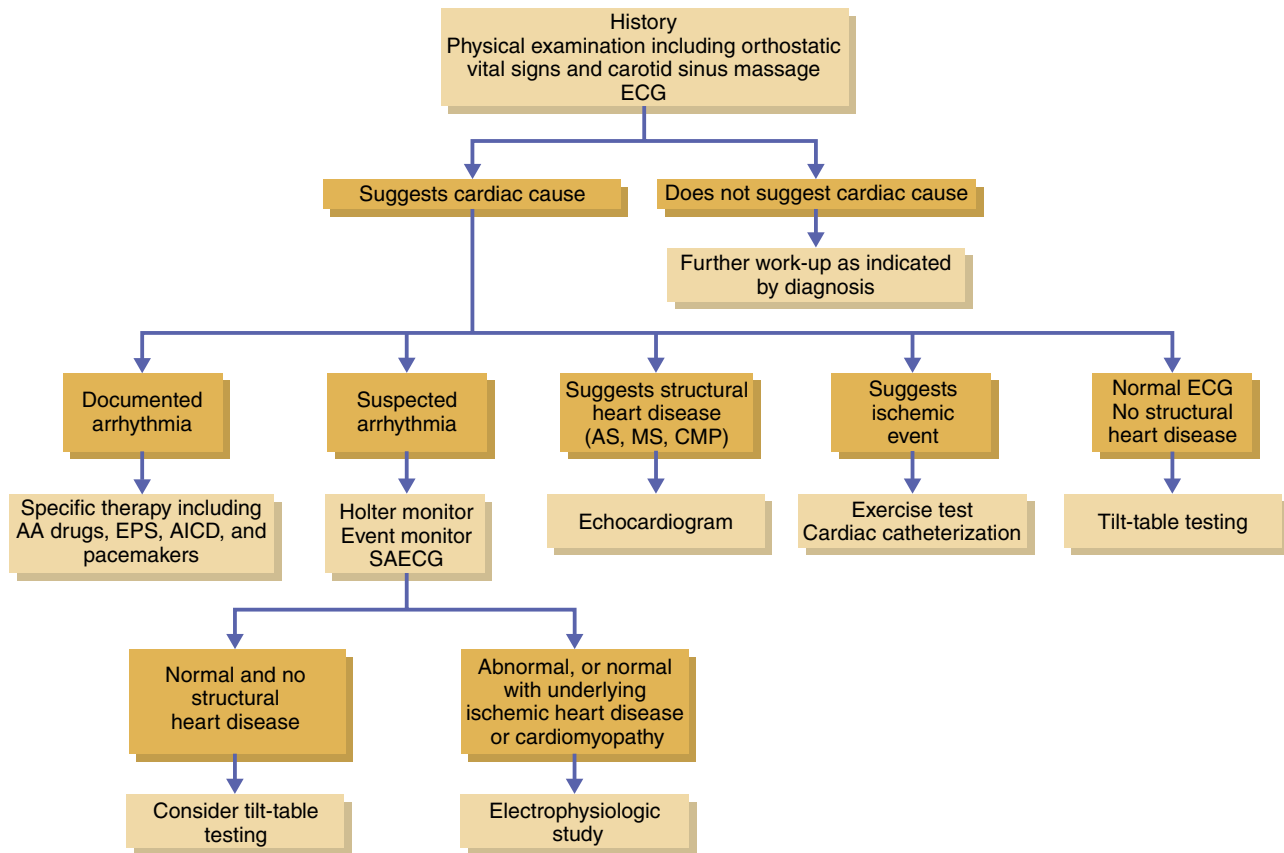 History
Physical examination including orthostatic
vital signs and carotid sinus massage
ECG
Suggests cardiac cause
Does not suggest cardiac cause
Further work-up as indicated
by diagnosis
Documented
arrhythmia
Suspected
arrhythmia
Suggests structural
heart disease
(AS, MS, CMP)
Suggests
ischemic
event
Normal ECG
No structural
heart disease
Specific therapy including
AA drugs, EPS, AICD, and
pacemakers
Holter monitor
Event monitor
SAECG
Echocardiogram
Exercise test
Cardiac catheterization
Tilt-table testing
Normal and no
structural
heart disease
Abnormal, or normal
with underlying
ischemic heart disease
or cardiomyopathy
Consider tilt-table
testing
Electrophysiologic
study